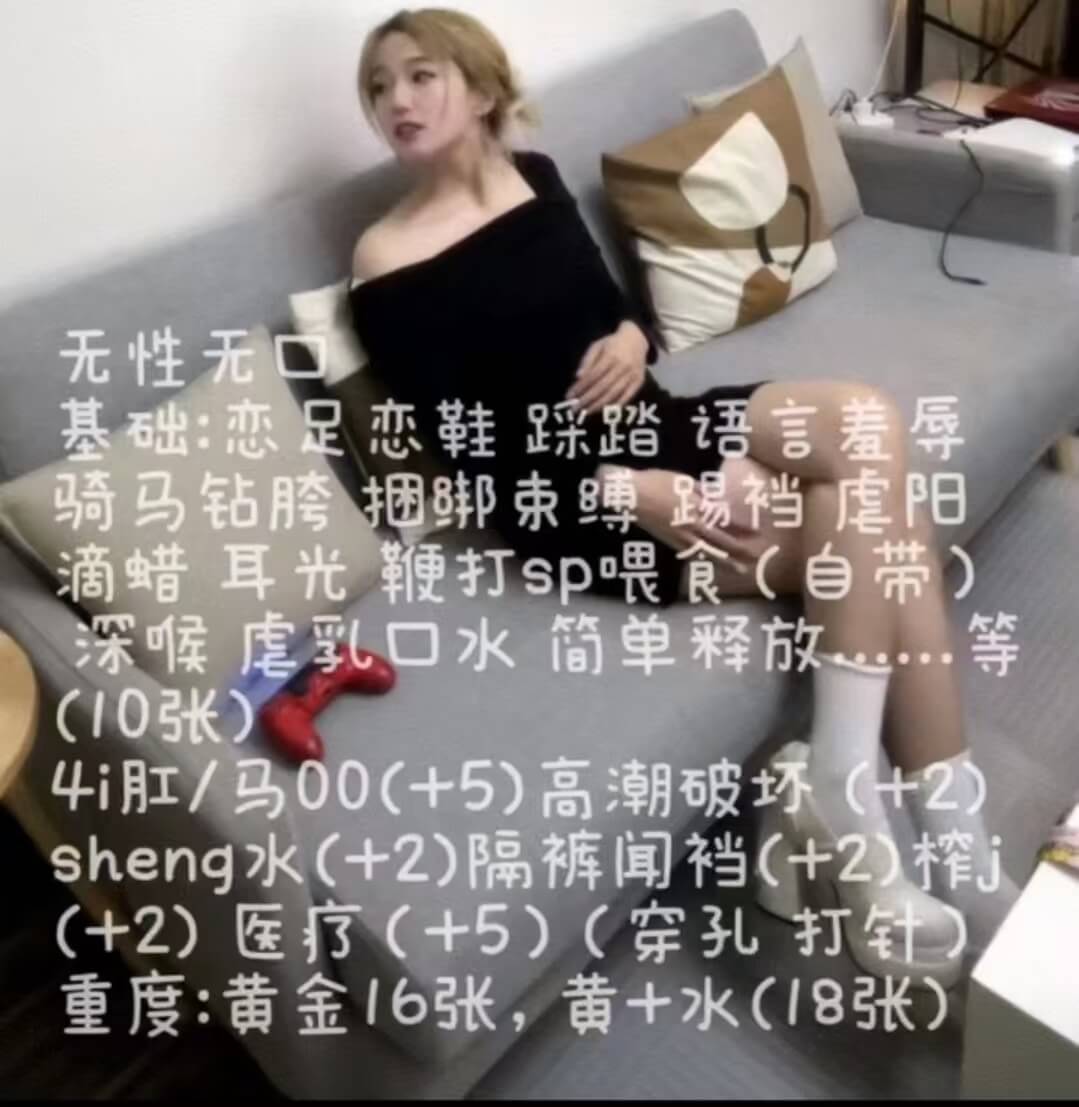 无性无口
基础:恋足恋鞋 踩踏 语言羞辱
骑马钻胯 捆绑束缚 踢裆 虐阳
滴蜡 耳光 鞭打sp喂食(自带)
深喉 虐乳口水 简单释放......等
(10张)
4i肛/马00(+5)高潮破坏 (+2)
sheng水(+2)隔裤闻裆(+2)榨j
(+2) 医疗(+5)(穿孔 打针)
重度:黄金16张，黄+水(18张)